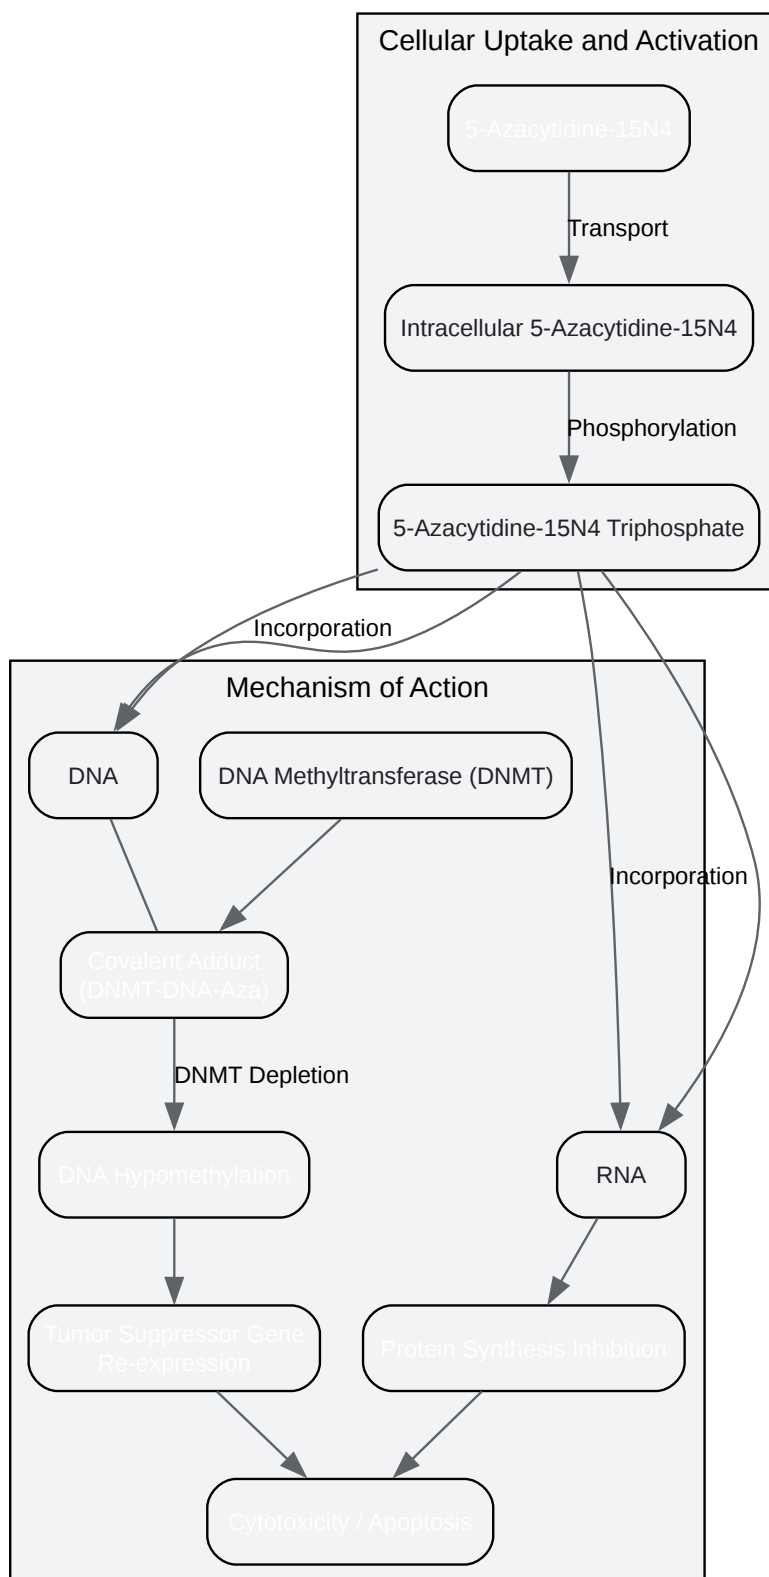 Cellular Uptake and Activation
5-Azacytidine-15N4
Transport
Intracellular 5-Azacytidine-15N4
Phosphorylation
5-Azacytidine-15N4 Triphosphate
Incorporation
Mechanism of Action
DNA
DNA Methyltransferase (DNMT)
Incorporation
Covalent Adduct
(DNMT-DNA-Aza)
DNMT Depletion
DNA Hypomethylation
RNA
Tumor Suppressor Gene
Re-expression
Protein Synthesis Inhibition
Cytotoxicity / Apoptosis